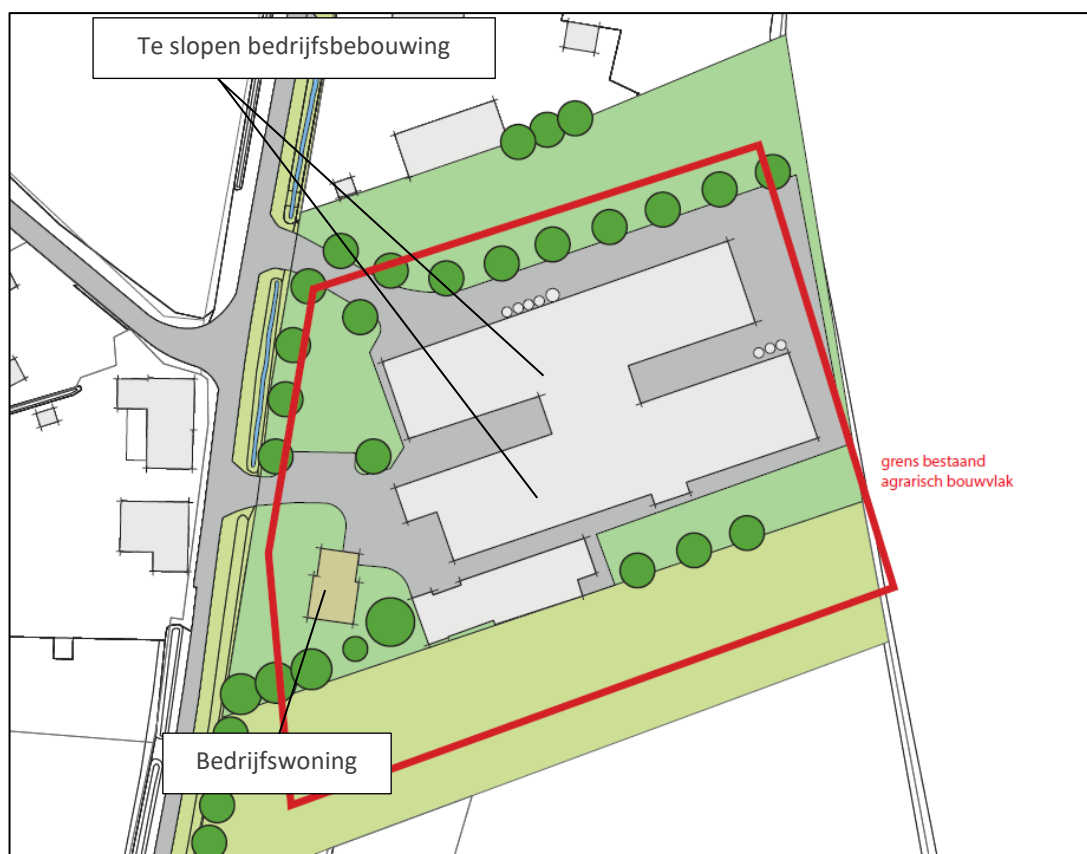 Te slopen bedrijfsbebouwing
grens bestaand
agrarisch bouwvlak
Bedrijfswoning